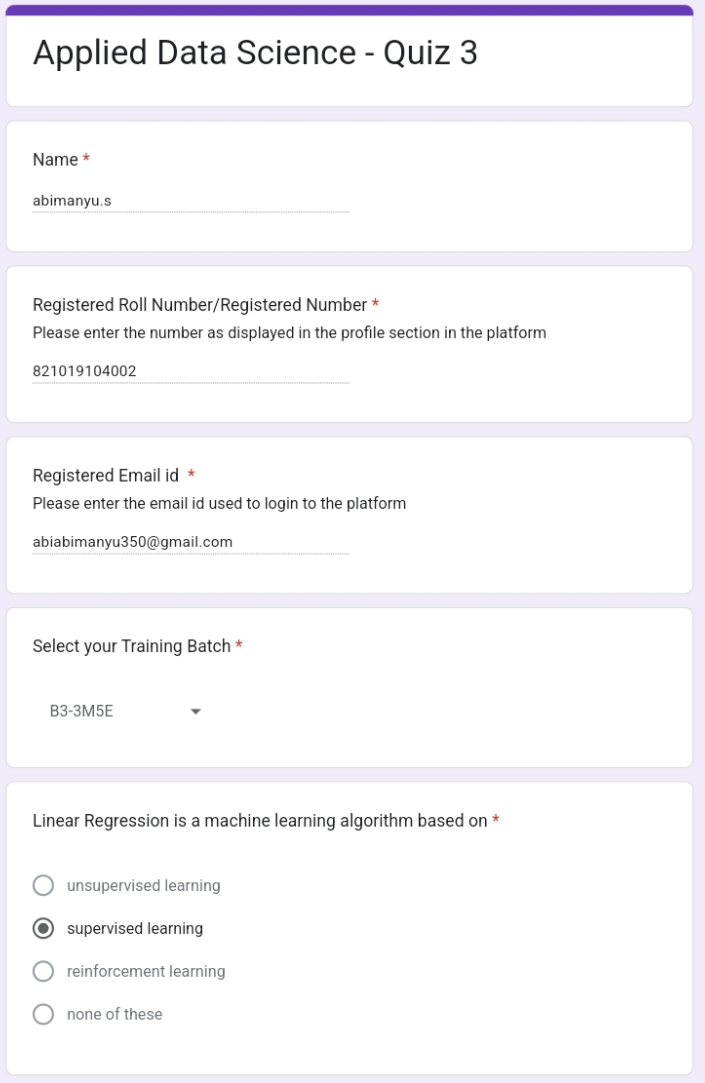 Applied Data Science - Quiz 3
Name *
abimanyu.s
Registered Roll Number/Registered Number *
Please enter the number as displayed in the profile section in the platform
821019104002
Registered Email id *
Please enter the email id used to login to the platform
abiabimanyu350@gmail.com
Select your Training Batch *
B3-3M5E
Linear Regression is a machine learning algorithm based on *
unsupervised learning
supervised learning
reinforcement learning
none of these